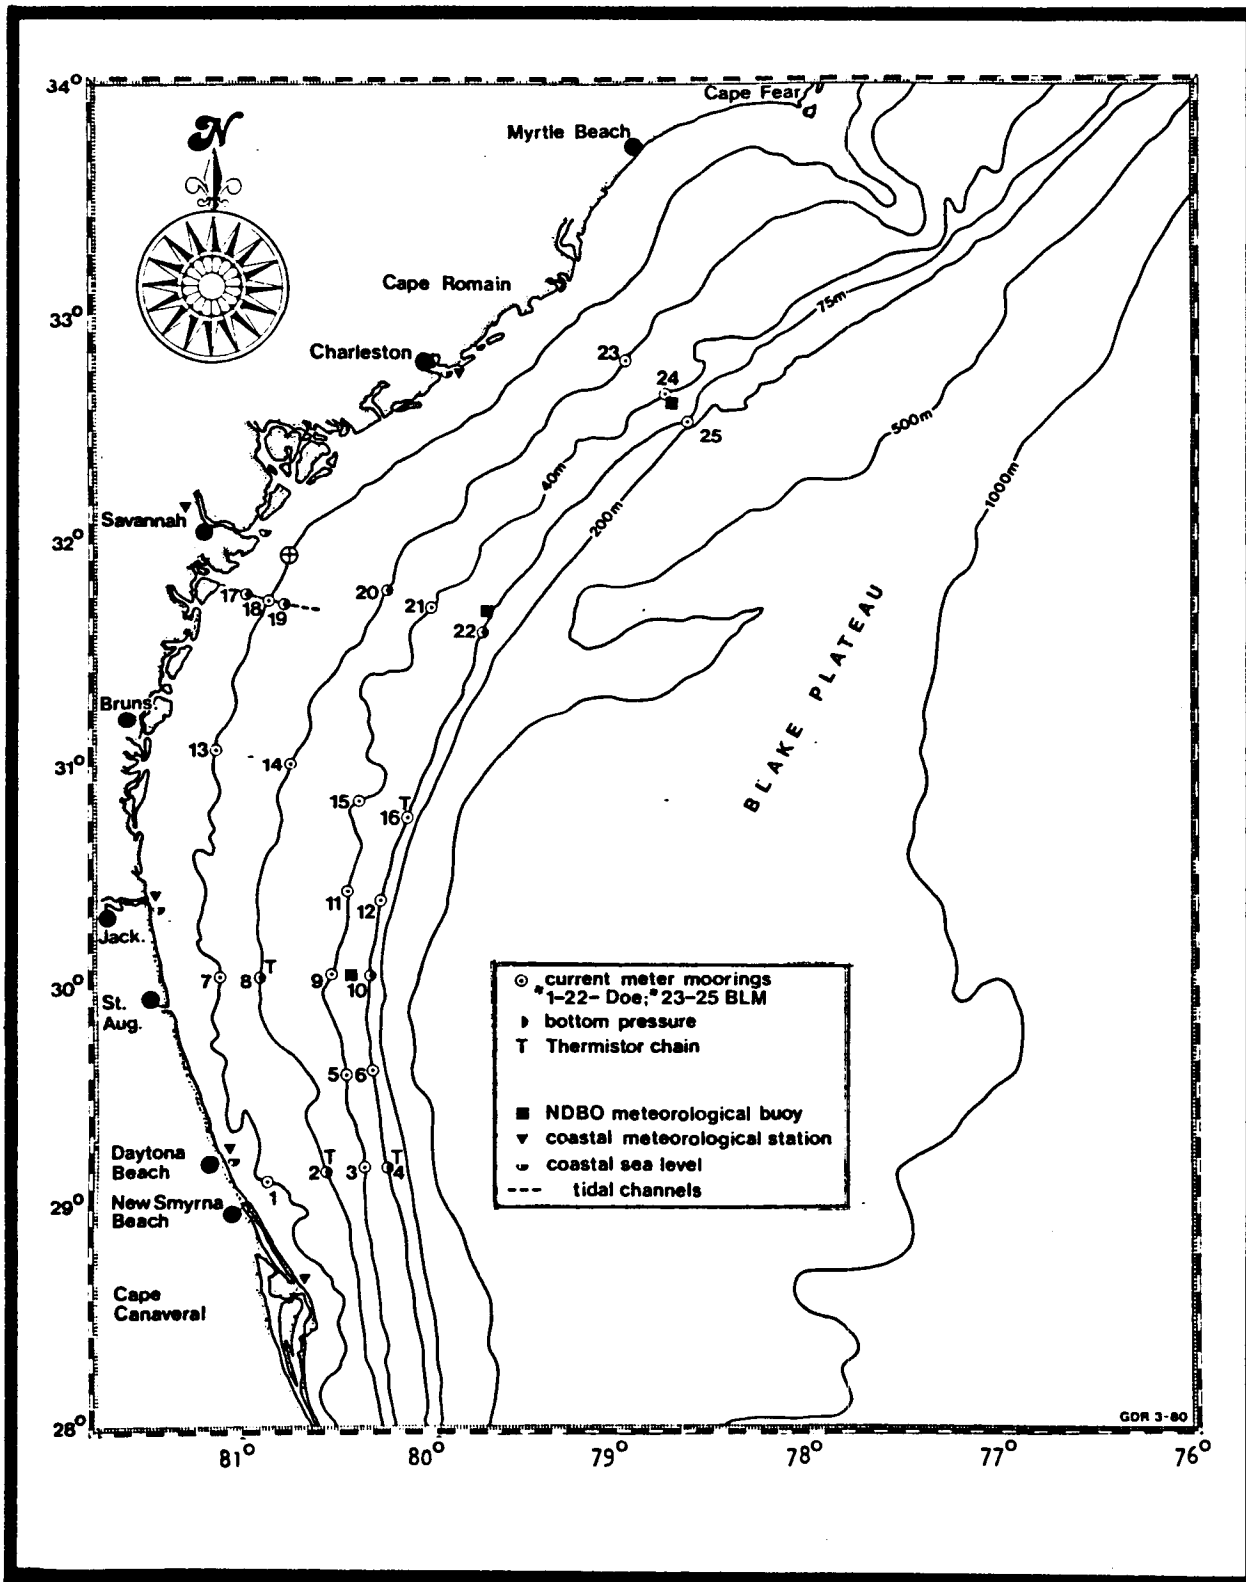 34°
Cape Fear
N
Myrtle Beach
Cape Romain
33°
75m
Charleston
23
24
25
500m
40m
1000m
200m
Savannah
32°
17
18
19
20
21
22
BLAKE PLATEAU
Bruns.
13
14
31°
15
T
16
11
12
Jack.
7
8
T
9
10
30°
St.
Aug.
5
6
current meter moorings
1-22- Doe; 23-25 BLM
bottom pressure
T Thermistor chain
NDBO meteorological buoy
coastal meteorological station
coastal sea level
tidal channels
Daytona
Beach
T
2
3
T
4
1
29°
New Smyrna
Beach
Cape
Canaveral
28°
GDR 3-80
81°
80°
79°
78°
77°
76°